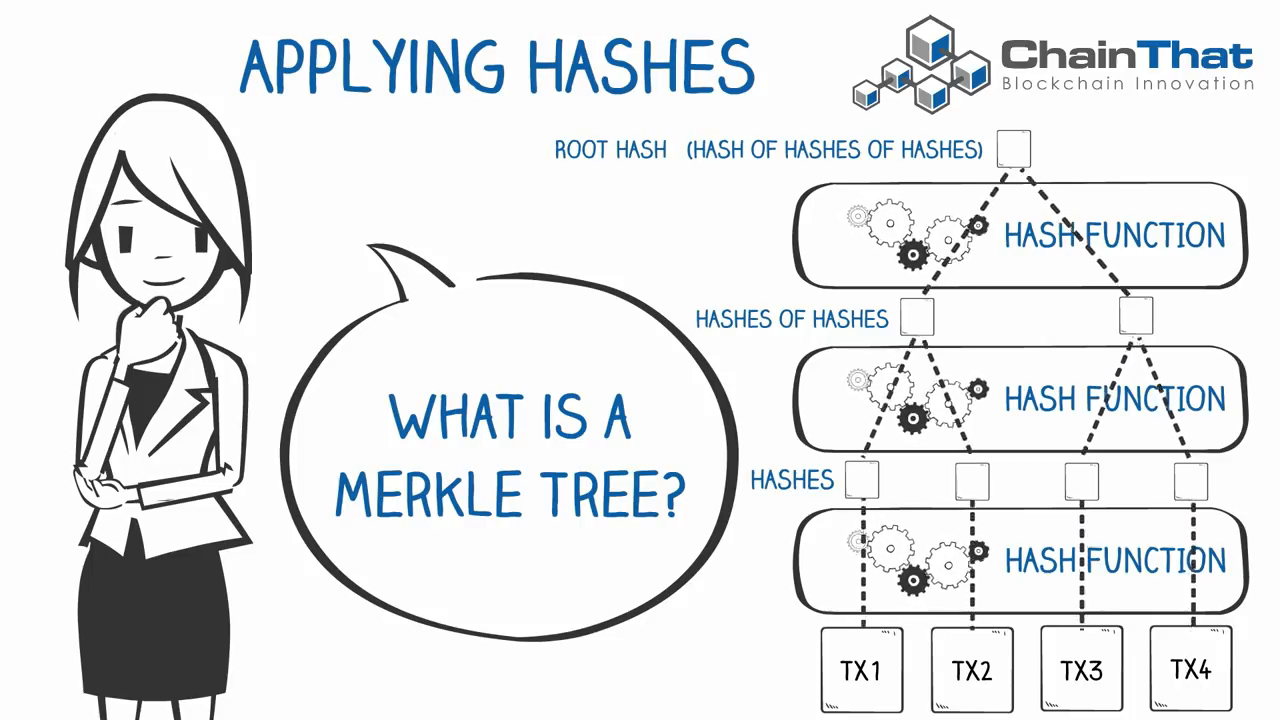 APPLYING HASHES
ChainThat
Blockchain Innovation
ROOT HASH (HASH OF HASHES OF HASHES)
HASH FUNCTION
HASHES OF HASHES
HASH FUNCTION
WHAT IS A
MERKLE TREE?
HASHES
HASH FUNCTION
TX1 TX2 TX3 TX4